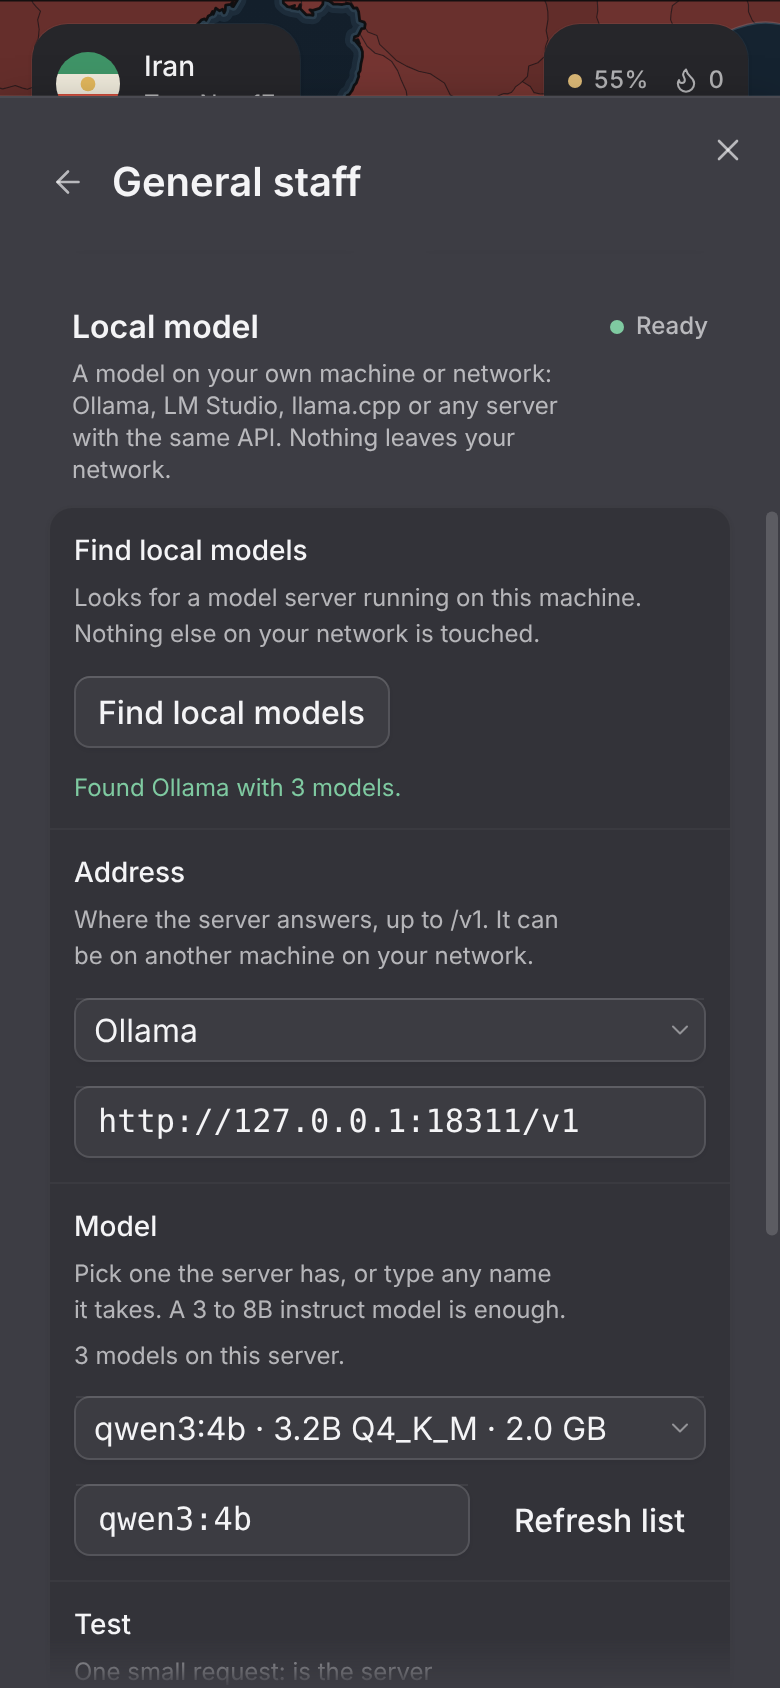 Iran
55% 0
General staff
Local model
Ready
A model on your own machine or network:
Ollama, LM Studio, llama.cpp or any server
with the same API. Nothing leaves your
network.
Find local models
Looks for a model server running on this machine.
Nothing else on your network is touched.
Find local models
Found Ollama with 3 models.
Address
Where the server answers, up to /v1. It can
be on another machine on your network.
Ollama
http://127.0.0.1:18311/v1
Model
Pick one the server has, or type any name
it takes. A 3 to 8B instruct model is enough.
3 models on this server.
qwen3:4b · 3.2B Q4_K_M · 2.0 GB
qwen3:4b
Refresh list
Test
One small request: is the server